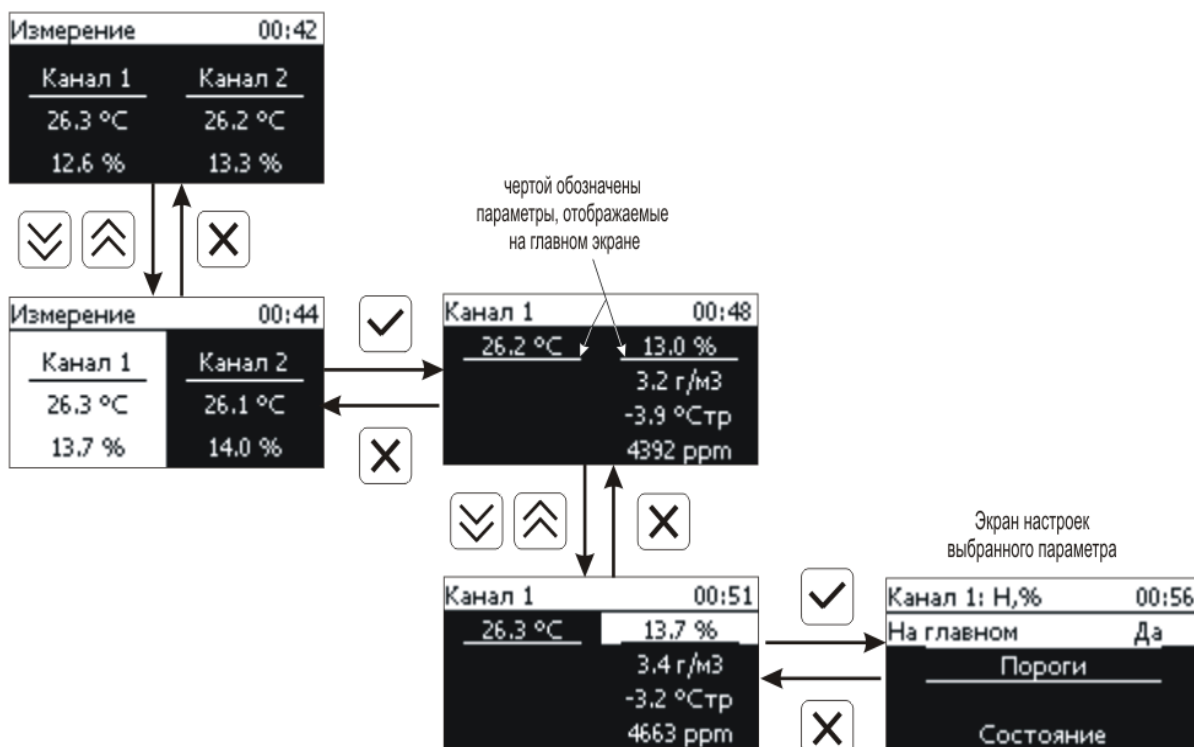 Измерение 00:42
Канал 1 Канал 2
26.3 °C 26.2 °C
12.6 % 13.3 %
чертой обозначены
параметры, отображаемые
на главном экране
Измерение 00:44
Канал 1 Канал 2
26.3 °C 26.1 °C
13.7 % 14.0 %
Канал 1 00:48
26.2 °C 13.0 %
3.2 г/м3
-3.9 °Cтр
4392 ppm
Канал 1 00:51
26.3 °C 13.7 %
3.4 г/м3
-3.2 °Cтр
4663 ppm
Экран настроек
выбранного параметра
Канал 1: Н,% 00:56
На главном Да
Пороги
Состояние